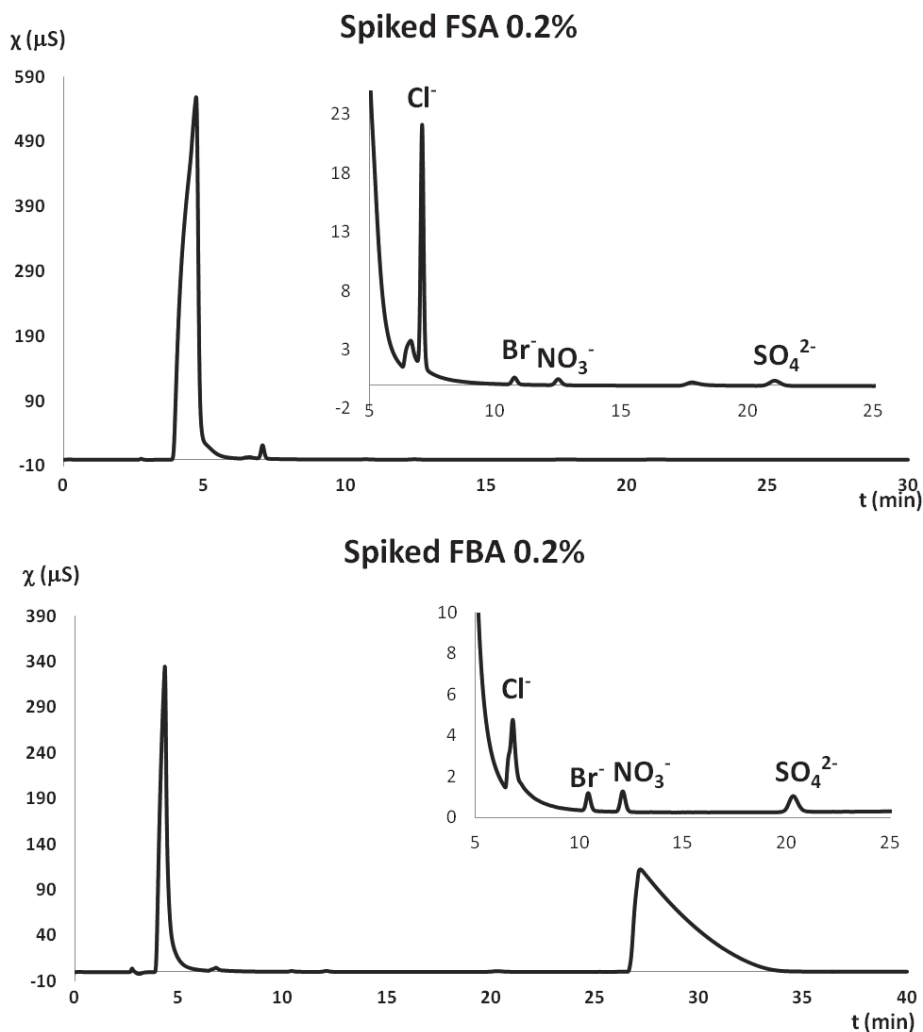 Spiked FSA 0.2%
χ (µS)
590
490
390
290
190
90
-10
0 5 10 15 20 25 30
t (min)
23
18
13
8
3
-2
5 10 15 20 25
Cl⁻
Br⁻ NO₃⁻ SO₄²⁻
Spiked FBA 0.2%
χ (µS)
390
340
290
240
190
140
90
40
-10
0 5 10 15 20 25 30 35 40
t (min)
10
8
6
4
2
0
5 10 15 20 25
Cl⁻
Br⁻ NO₃⁻ SO₄²⁻